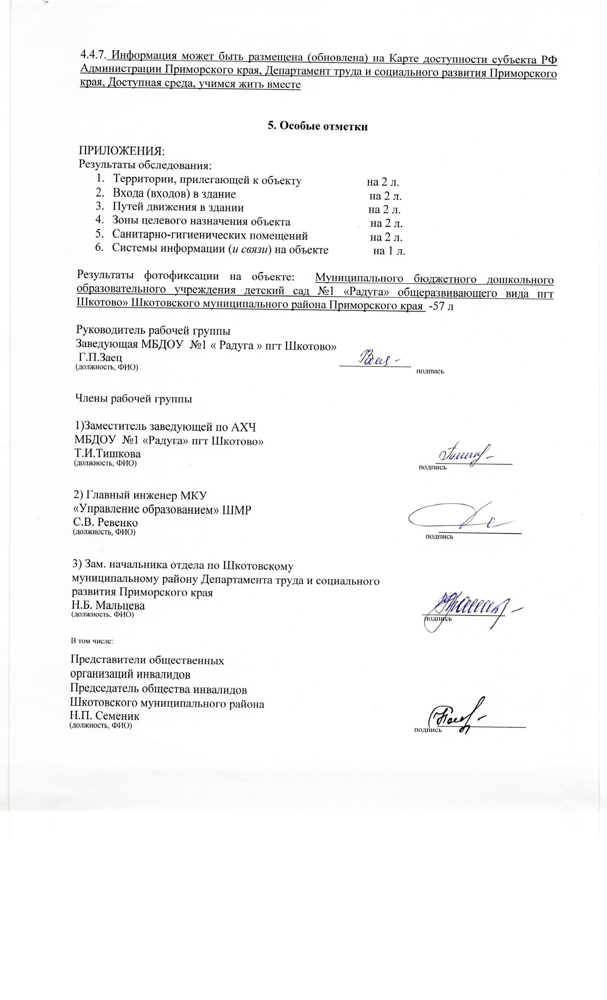 4.4.7. Информация может быть размещена (обновлена) на Карте доступности субъекта РФ
Администрации Приморского края, Департамент труда и социального развития Приморского
края, Доступная среда, учимся жить вместе
5. Особые отметки
ПРИЛОЖЕНИЯ:
Результаты обследования:
1. Территории, прилегающей к объекту на 2 л.
2. Входа (входов) в здание на 2 л.
3. Путей движения в здании на 2 л.
4. Зоны целевого назначения объекта на 2 л.
5. Санитарно-гигиенических помещений на 2 л.
6. Системы информации (и связи) на объекте на 1 л.
Результаты фотофиксации на объекте: Муниципального бюджетного дошкольного
образовательного учреждения детский сад №1 «Радуга» общеразвивающего вида пгт
Шкотово» Шкотовского муниципального района Приморского края -57 л
Руководитель рабочей группы
Заведующая МБДОУ №1 « Радуга » пгт Шкотово»
Г.П.Заец
(должность, ФИО)
подпись
Члены рабочей группы
1)Заместитель заведующей по АХЧ
МБДОУ №1 «Радуга» пгт Шкотово»
Т.И.Тишкова
(должность, ФИО)
подпись
2) Главный инженер МКУ
«Управление образованием» ШМР
С.В. Ревенко
(должность, ФИО)
подпись
3) Зам. начальника отдела по Шкотовскому
муниципальному району Департамента труда и социального
развития Приморского края
Н.Б. Мальцева
(должность, ФИО)
подпись
В том числе:
Представители общественных
организаций инвалидов
Председатель общества инвалидов
Шкотовского муниципального района
Н.П. Семеник
(должность, ФИО)
подпись